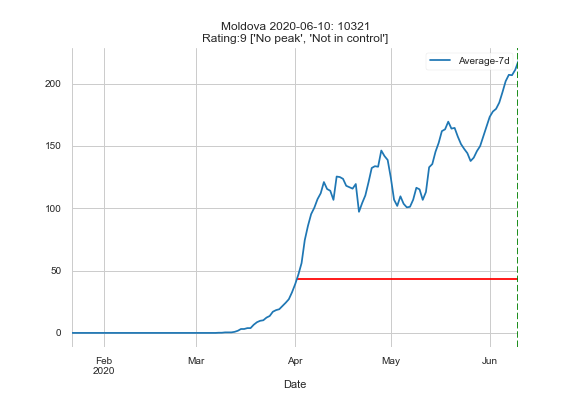 Moldova 2020-06-10: 10321
Rating:9 ['No peak', 'Not in control']
Average-7d
200
150
100
50
0
Feb Mar Apr May Jun
2020
Date